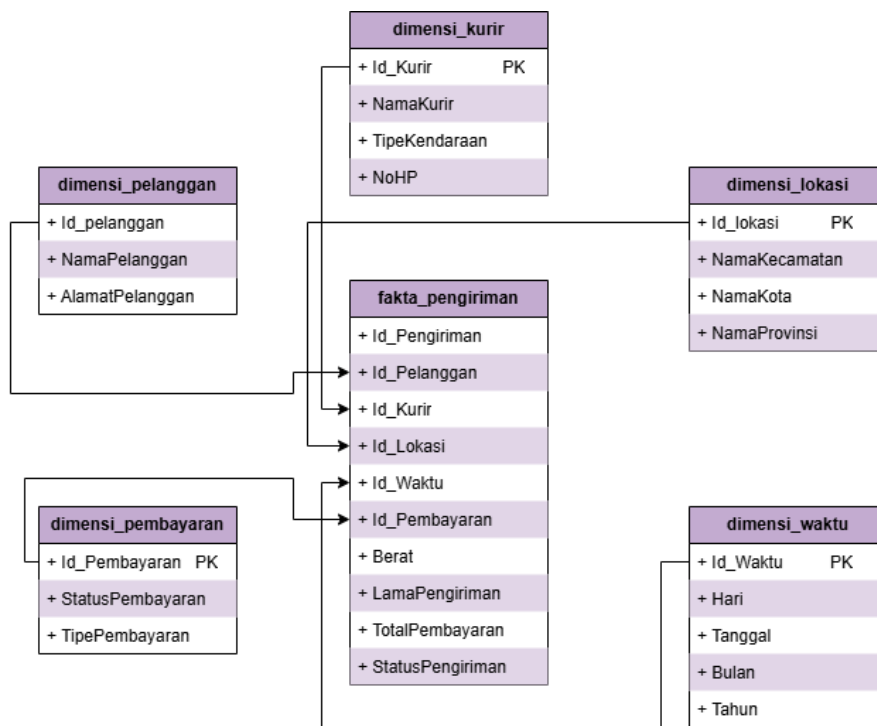 dimensi_kurir
+ Id_Kurir PK
+ NamaKurir
+ TipeKendaraan
+ NoHP
dimensi_pelanggan
+ Id_pelanggan
+ NamaPelanggan
+ AlamatPelanggan
dimensi_lokasi
+ Id_lokasi PK
+ NamaKecamatan
+ NamaKota
+ NamaProvinsi
fakta_pengiriman
+ Id_Pengiriman
+ Id_Pelanggan
+ Id_Kurir
+ Id_Lokasi
+ Id_Waktu
+ Id_Pembayaran
+ Berat
+ LamaPengiriman
+ TotalPembayaran
+ StatusPengiriman
dimensi_pembayaran
+ Id_Pembayaran PK
+ StatusPembayaran
+ TipePembayaran
dimensi_waktu
+ Id_Waktu PK
+ Hari
+ Tanggal
+ Bulan
+ Tahun